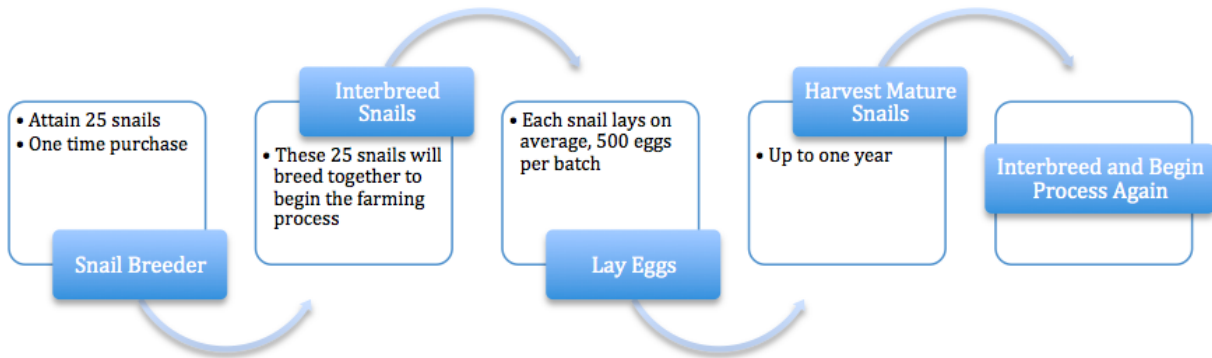 • Attain 25 snails
• One time purchase
Snail Breeder
Interbreed
Snails
• These 25 snails will
breed together to
begin the farming
process
• Each snail lays on
average, 500 eggs
per batch
Lay Eggs
Harvest Mature
Snails
• Up to one year
Interbreed and Begin
Process Again